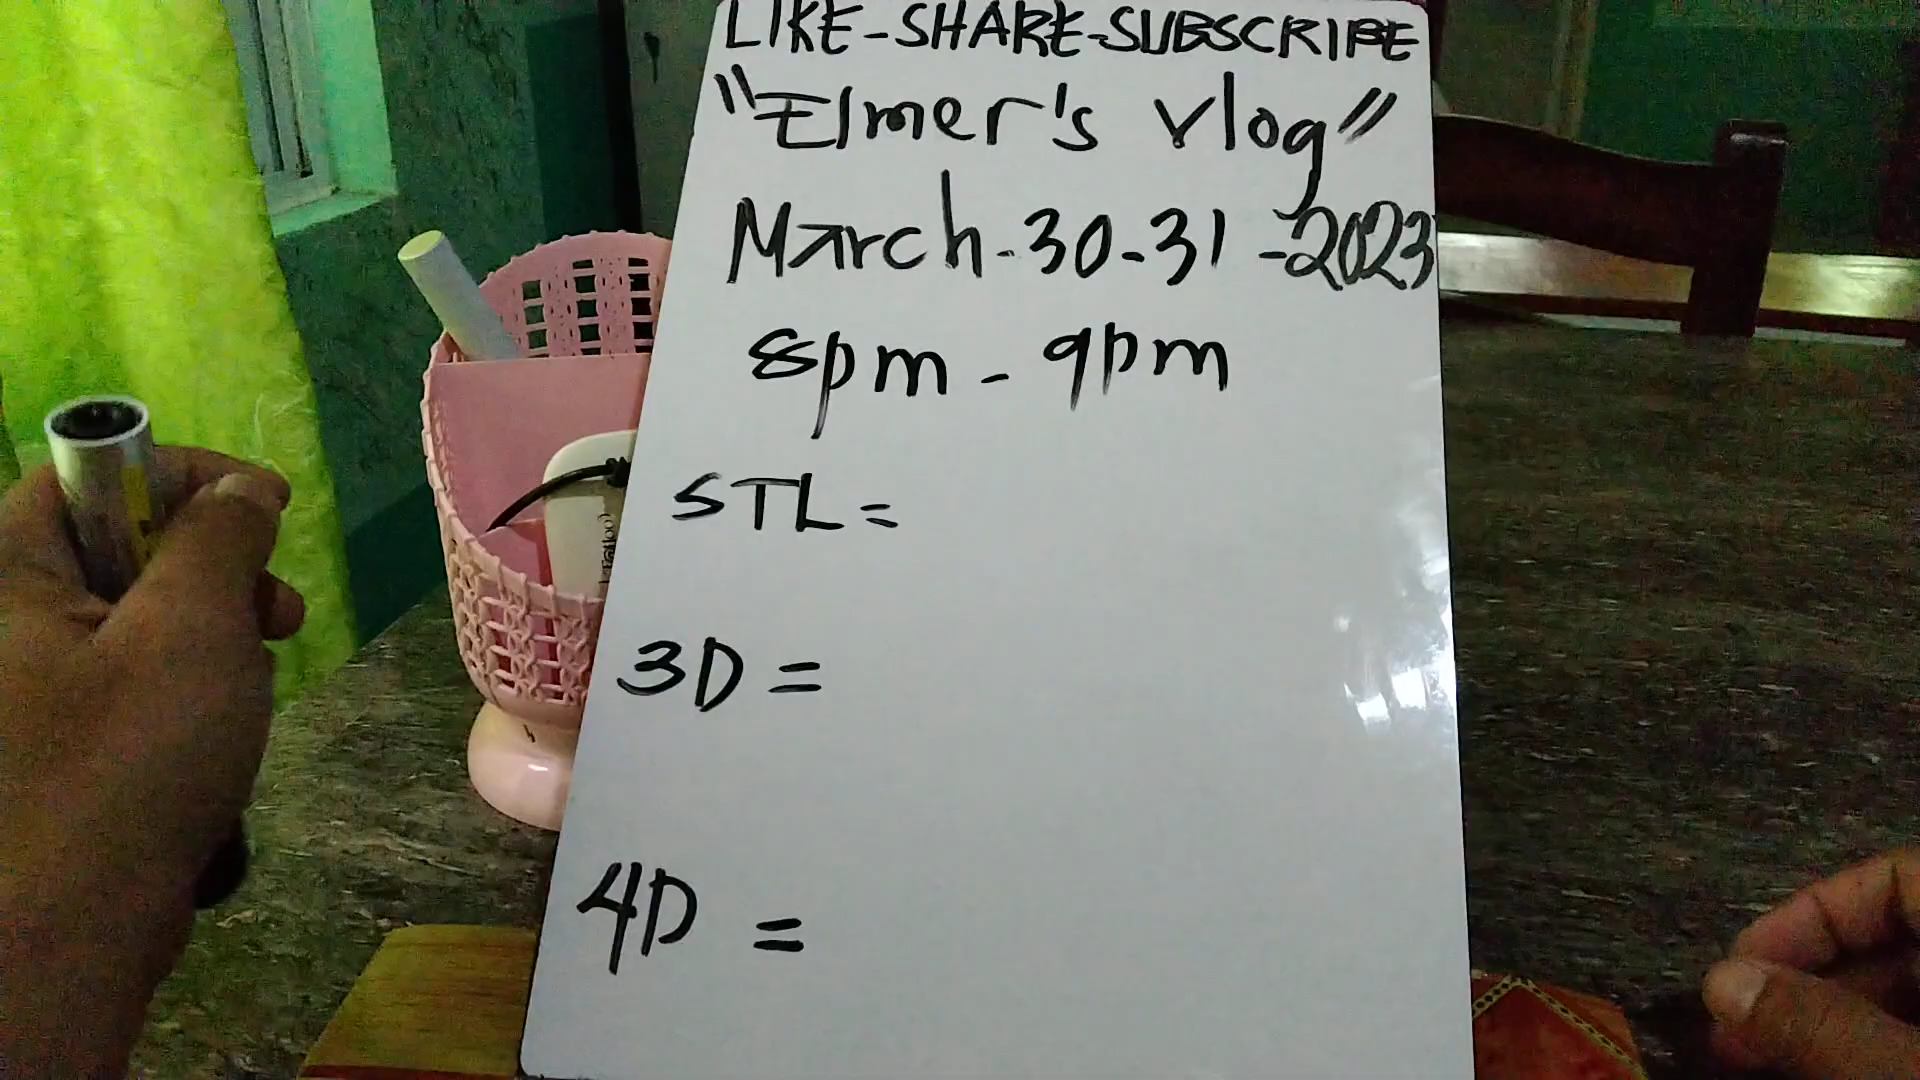 LIKE-SHARE-SUBSCRIBE
"Elmer's vlog"
March-30-31-2023
8pm - 9pm
STL=
3D=
4D =